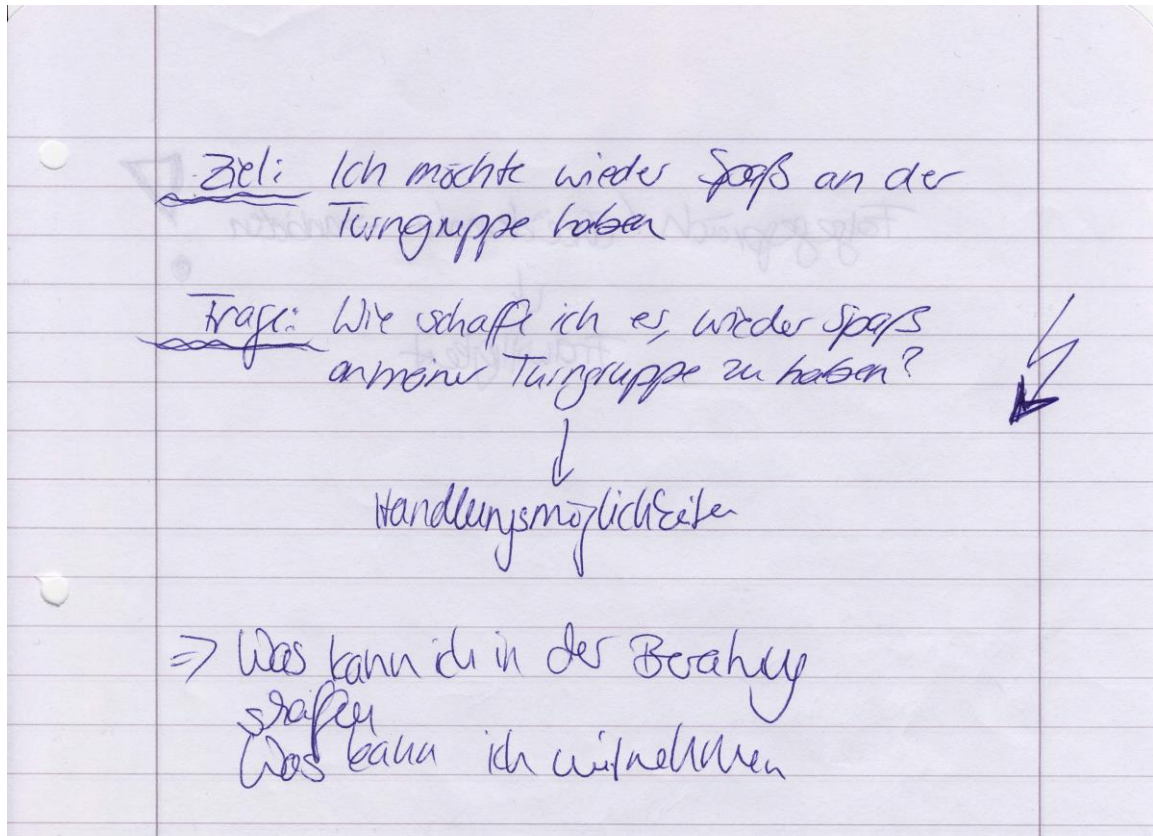 Ziel: Ich möchte wieder Spaß an der
Turngruppe haben
Frage: Wie schaffe ich es, wieder Spaß
an meiner Turngruppe zu haben?
↓
Handlungsmöglichkeiten
=> Was kann ich in der Beratung
schaffen
Was kann ich mitnehmen